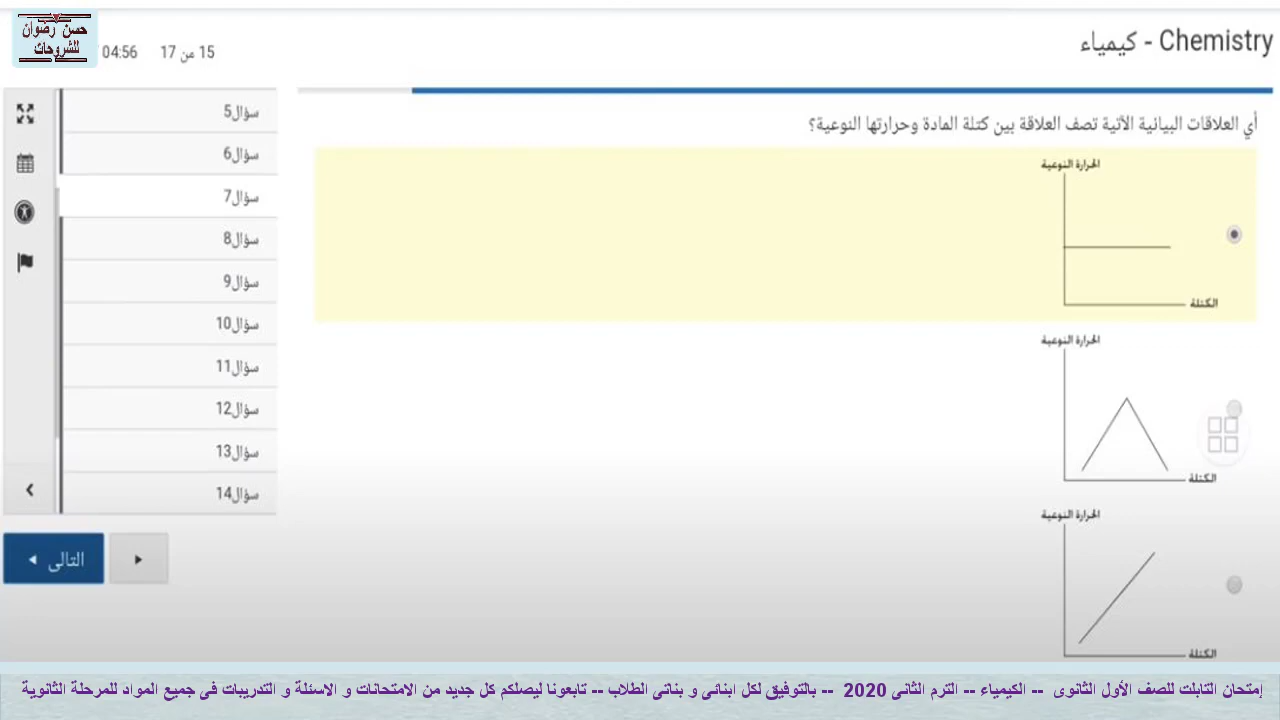 حسن رضوان
للشروحات
Chemistry - كيمياء
15 من 17
04:56
أي العلاقات البيانية الآتية تصف العلاقة بين كتلة المادة وحرارتها النوعية؟
الحرارة النوعية
الكتلة
الحرارة النوعية
الكتلة
الحرارة النوعية
الكتلة
سؤال5
سؤال6
سؤال7
سؤال8
سؤال9
سؤال10
سؤال11
سؤال12
سؤال13
سؤال14
التالى
إمتحان التابلت للصف الأول الثانوى -- الكيمياء -- الترم الثانى 2020 -- بالتوفيق لكل ابنائى و بناتى الطلاب -- تابعونا ليصلكم كل جديد من الامتحانات و الاسئلة و التدريبات فى جميع المواد للمرحلة الثانوية